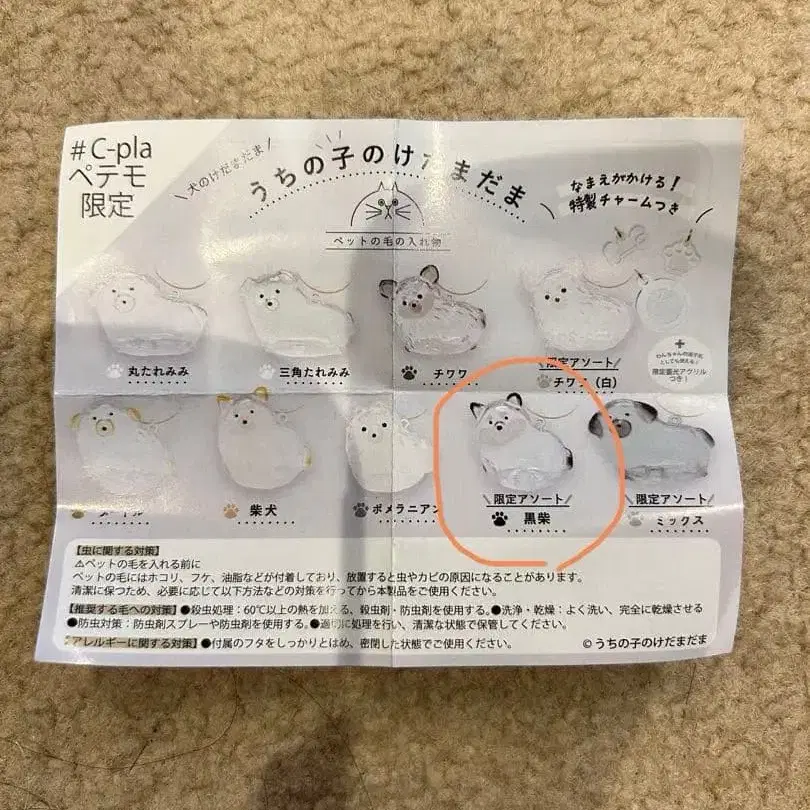 #C-pla
ペテモ
限定
犬のけだまだま
うちの子のけだまだま
ペットの毛の入れ物
なまえがかける!
特製チャームつき
+
限定蓄光アクリル
つき!
丸たれみみ
三角たれみみ
チワワ
限定アソート
チワワ(白)
柴犬
ポメラニアン
限定アソート
黒柴
限定アソート
ミックス
【虫に関する対策】
⚠ペットの毛を入れる前に
ペットの毛にはホコリ、フケ、油脂などが付着しており、放置すると虫やカビの原因になることがあります。
清潔に保つため、必要に応じて以下方法などの対策を行ってから本製品をご使用ください。
【推奨する毛への対策】●殺虫処理:60℃以上の熱を加える、殺虫剤・防虫剤を使用する。●洗浄・乾燥:よく洗い、完全に乾燥させる
●防虫対策:防虫剤スプレーや防虫剤を使用する。●適切に処理を行い、清潔な状態で保管してください。
【アレルギーに関する対策】●付属のフタをしっかりとはめ、密閉した状態でご使用ください。
©うちの子のけだまだま